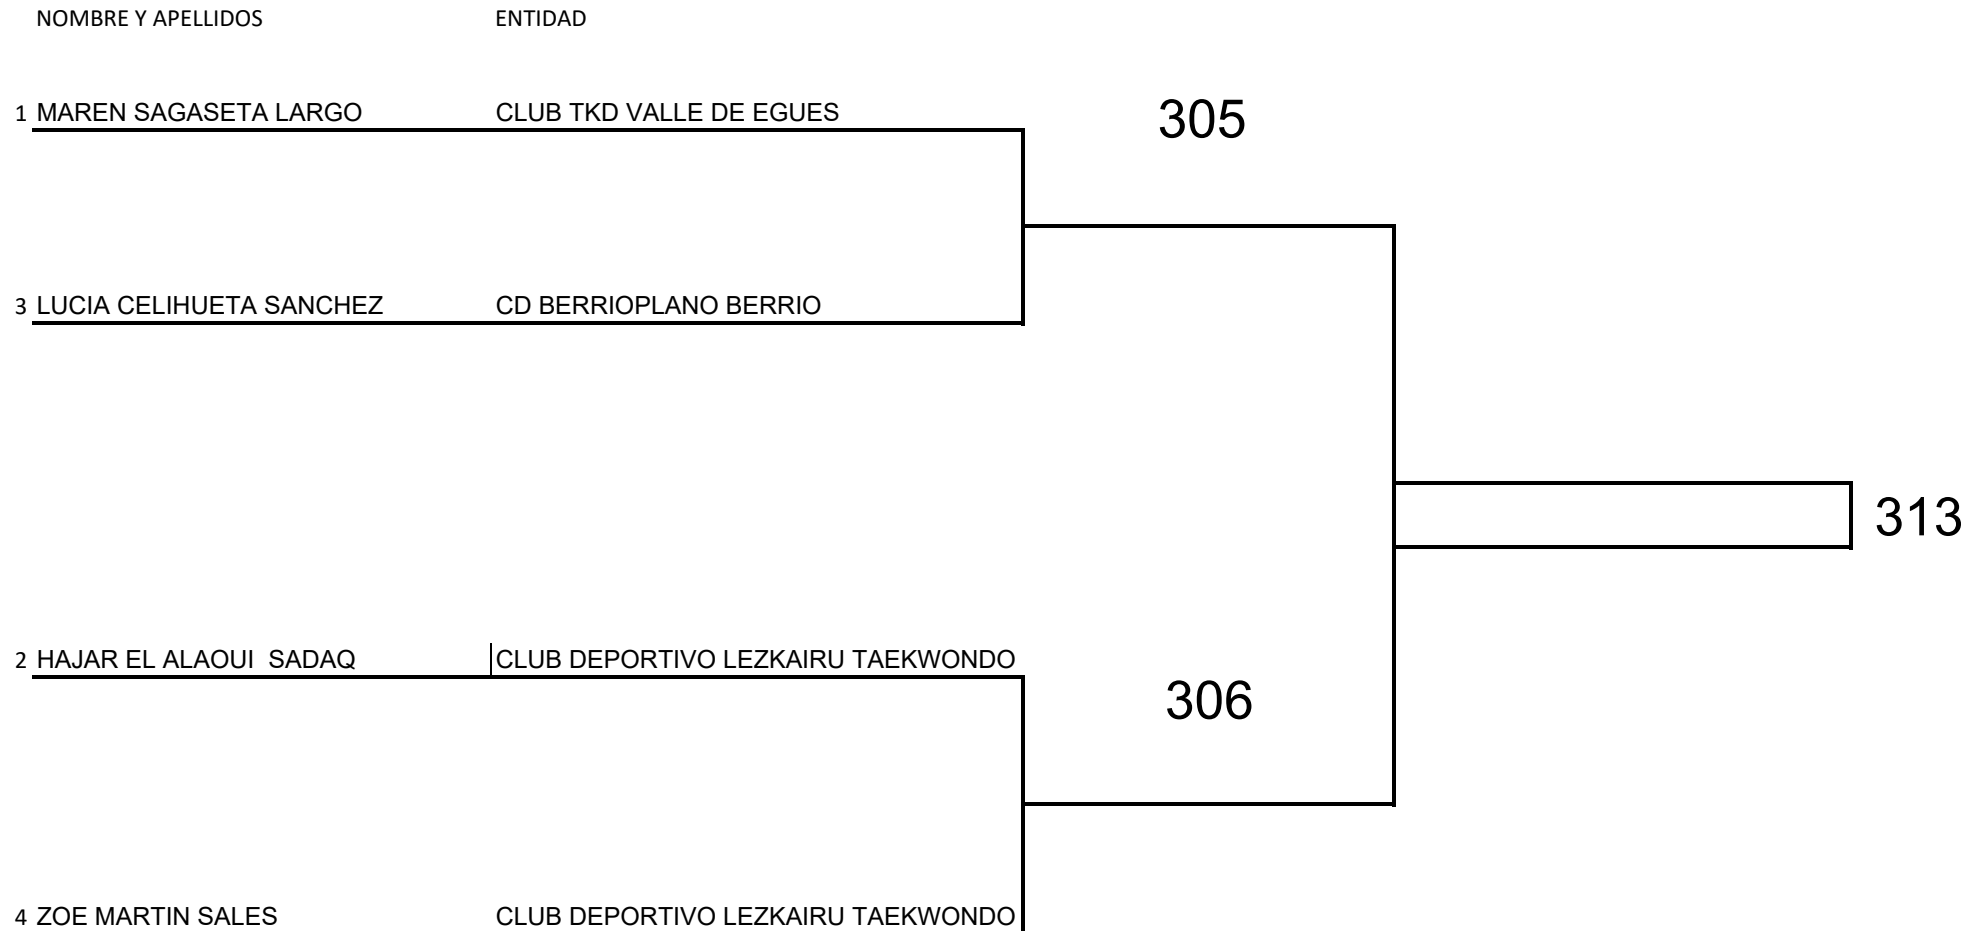 NOMBRE Y APELLIDOS ENTIDAD
1 MAREN SAGASETA LARGO CLUB TKD VALLE DE EGUES 305
3 LUCIA CELIHUETA SANCHEZ CD BERRIOPLANO BERRIO
313
2 HAJAR EL ALAOUI  SADAQ CLUB DEPORTIVO LEZKAIRU TAEKWONDO
306
4 ZOE MARTIN SALES CLUB DEPORTIVO LEZKAIRU TAEKWONDO